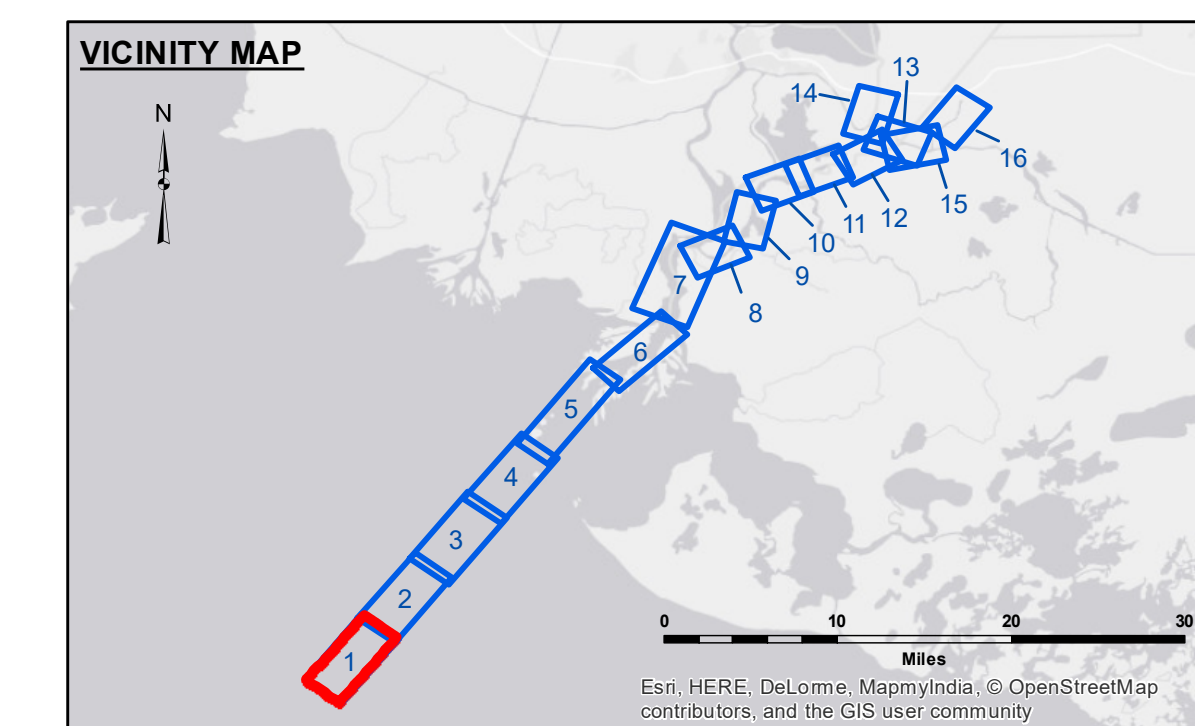 VICINITY MAP
N
13
14
16
15
12
11
10
9
8
7
6
5
4
3
2
1
0 10 20 30
Miles
Esri, HERE, DeLorme, MapmyIndia, © OpenStreetMap
contributors, and the GIS user community